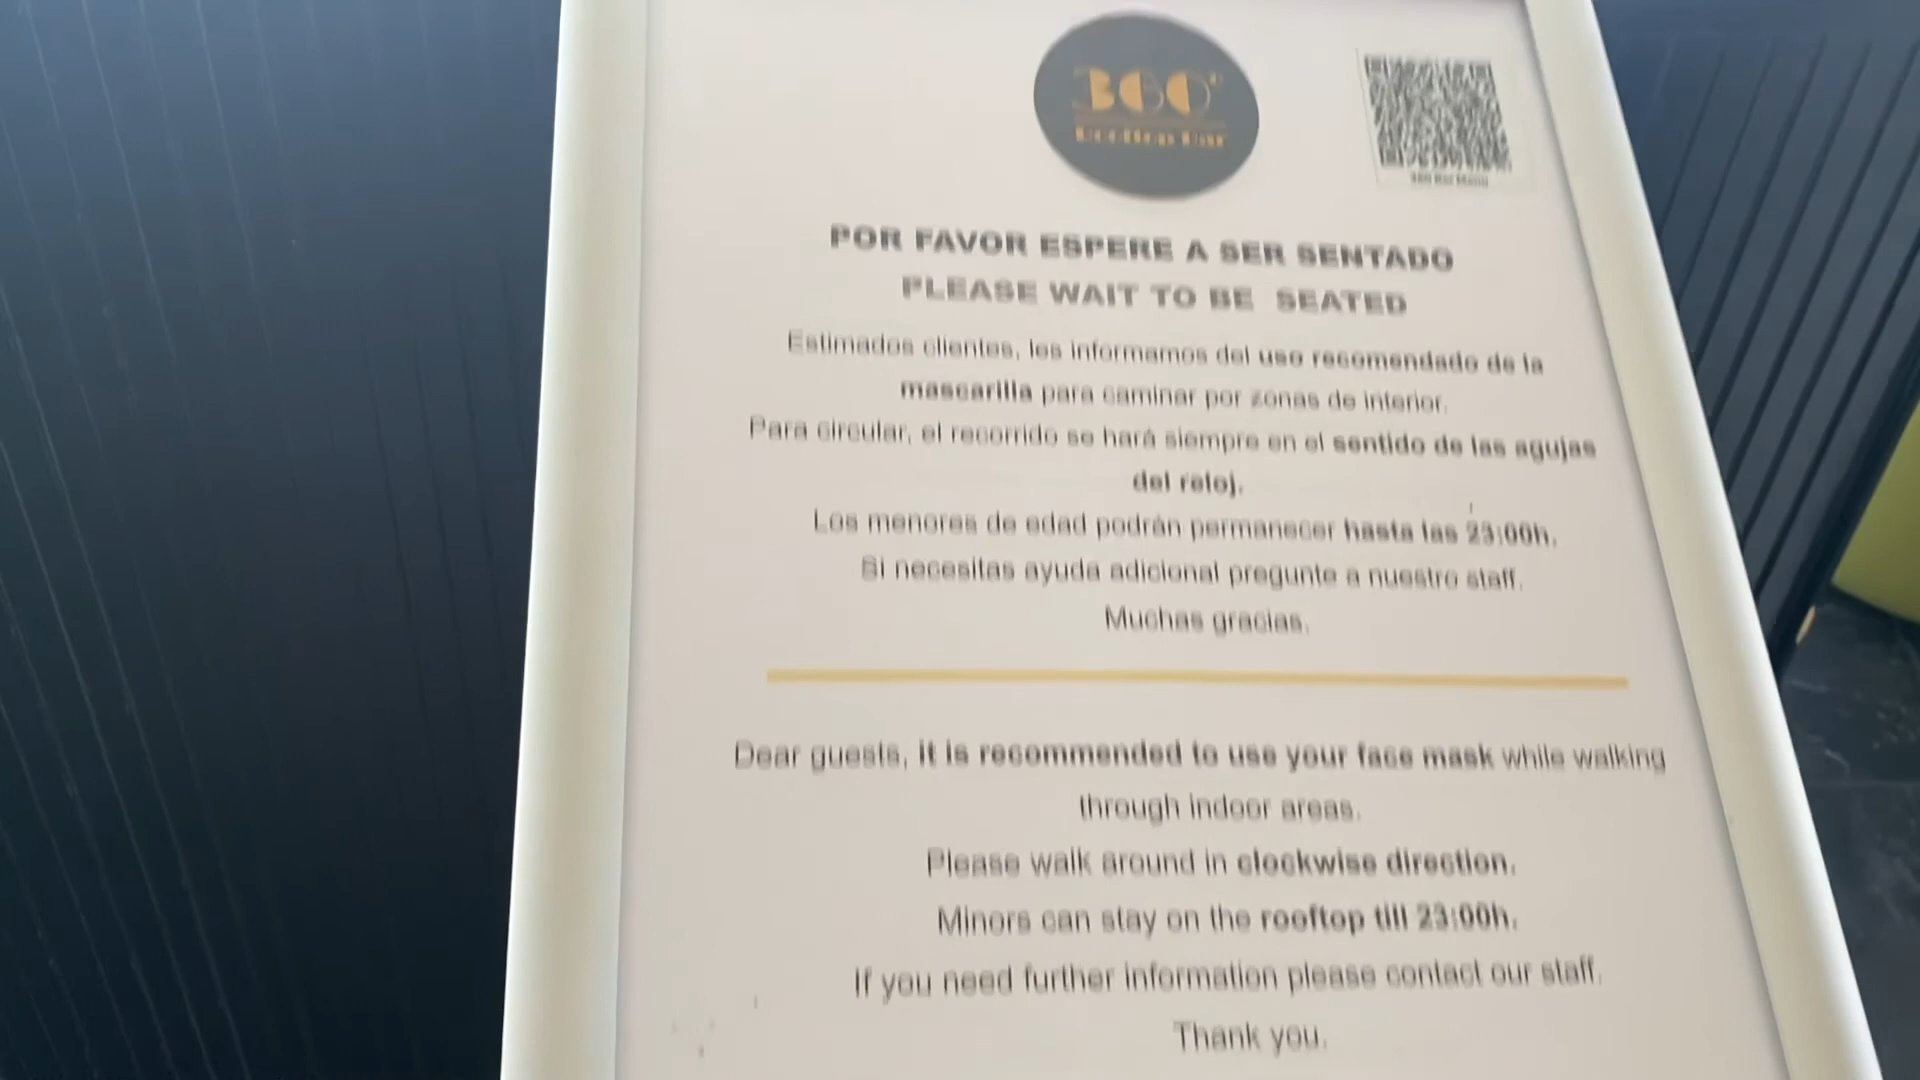 360°
Rooftop Bar
360 Bar Menu
POR FAVOR ESPERE A SER SENTADO
PLEASE WAIT TO BE SEATED
Estimados clientes, les informamos del uso recomendado de la
mascarilla para caminar por zonas de interior.
Para circular, el recorrido se hará siempre en el sentido de las agujas
del reloj.
Los menores de edad podrán permanecer hasta las 23:00h.
Si necesitas ayuda adicional pregunte a nuestro staff.
Muchas gracias.
Dear guests, it is recommended to use your face mask while walking
through indoor areas.
Please walk around in clockwise direction.
Minors can stay on the rooftop till 23:00h.
If you need further information please contact our staff.
Thank you.